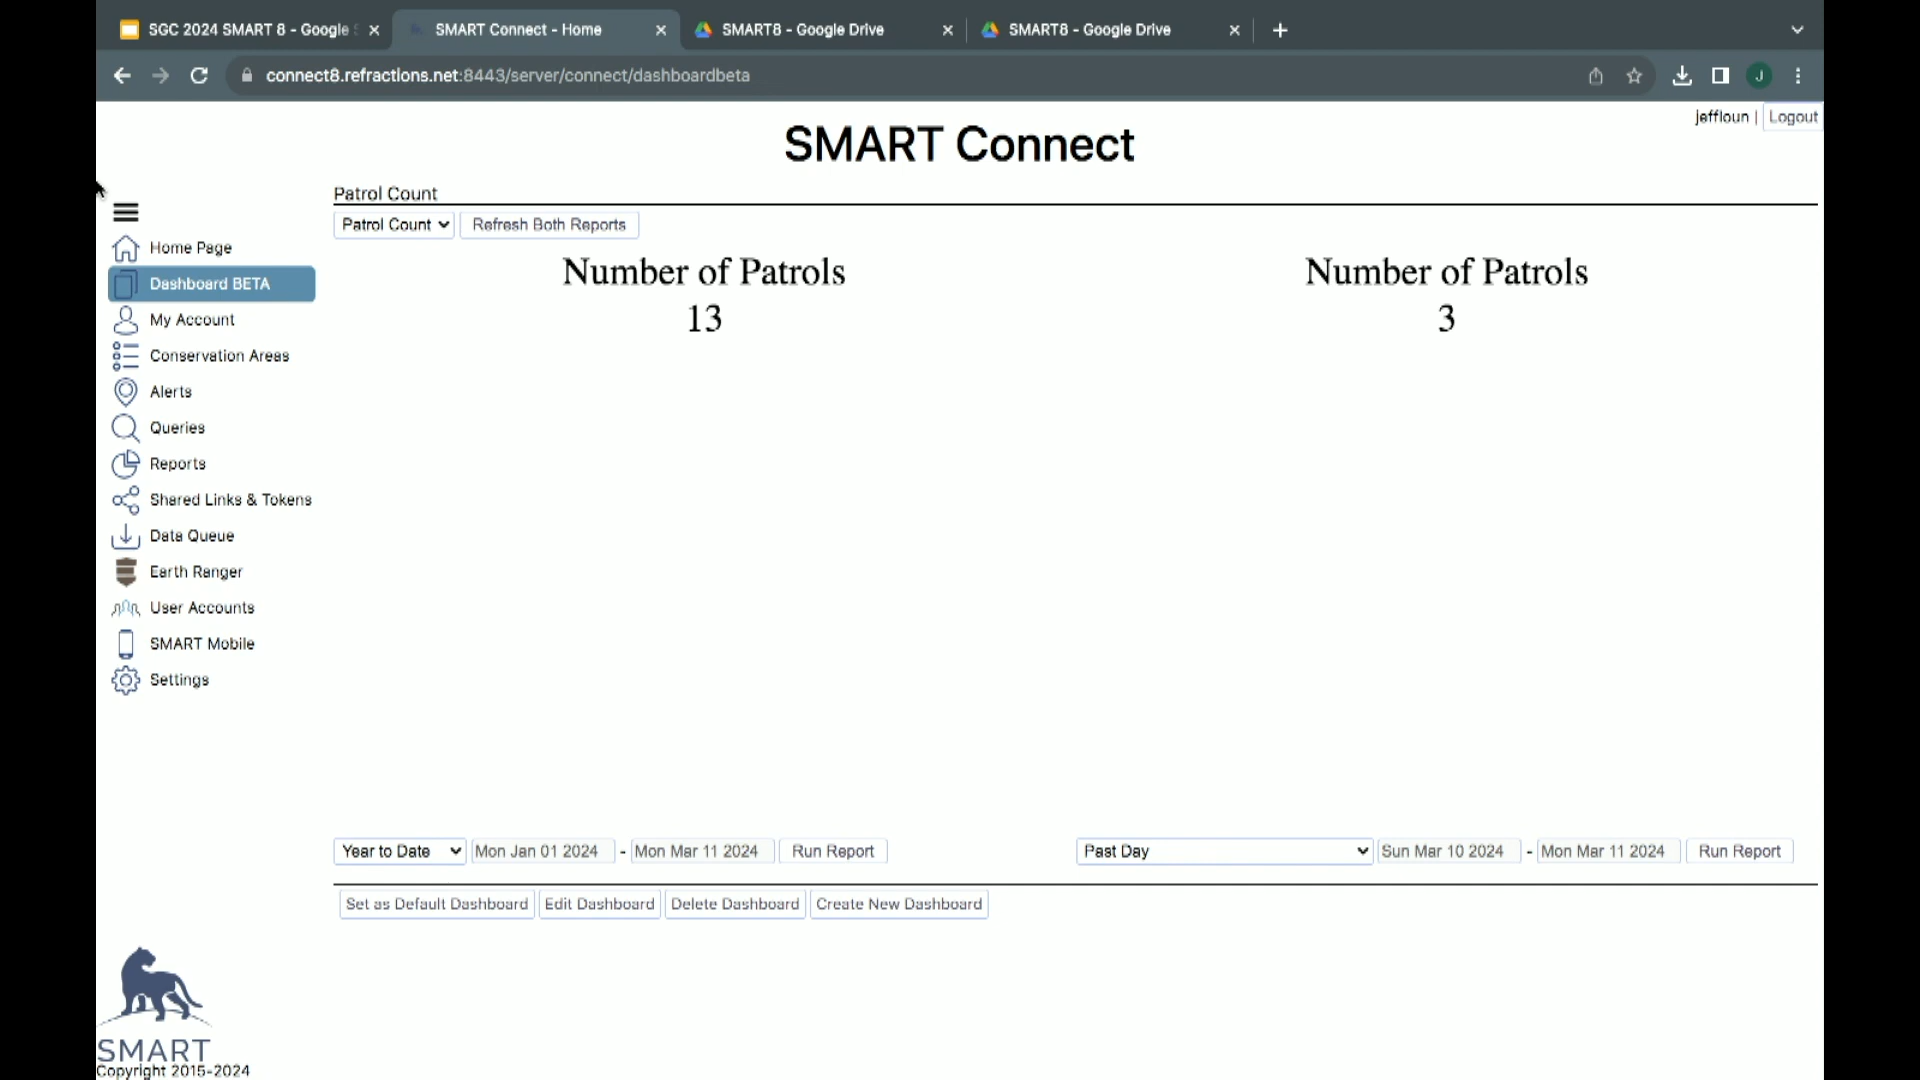 SGC 2024 SMART 8 - Google S
SMART Connect - Home
SMART8 - Google Drive
SMART8 - Google Drive
connect8.refractions.net:8443/server/connect/dashboardbeta
J
jeffloun | Logout
SMART Connect
Patrol Count
Patrol Count
Refresh Both Reports
Home Page
Dashboard BETA
My Account
Conservation Areas
Alerts
Queries
Reports
Shared Links & Tokens
Data Queue
Earth Ranger
User Accounts
SMART Mobile
Settings
Number of Patrols
13
Number of Patrols
3
Year to Date Mon Jan 01 2024 - Mon Mar 11 2024 Run Report
Past Day Sun Mar 10 2024 - Mon Mar 11 2024 Run Report
Set as Default Dashboard Edit Dashboard Delete Dashboard Create New Dashboard
SMART
Copyright 2015-2024